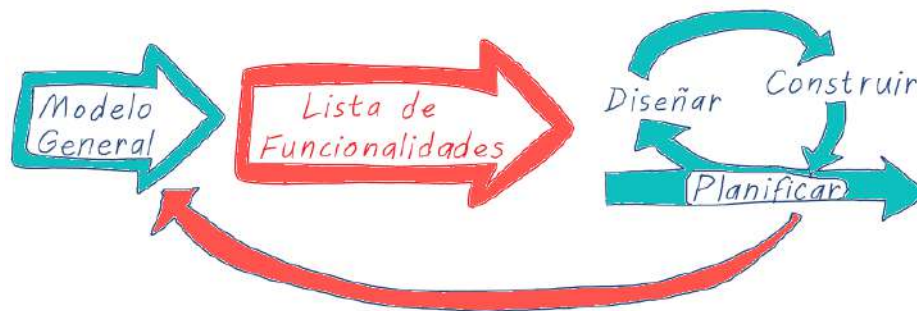 Modelo
General
Lista de
Funcionalidades
Diseñar
Construir
Planificar